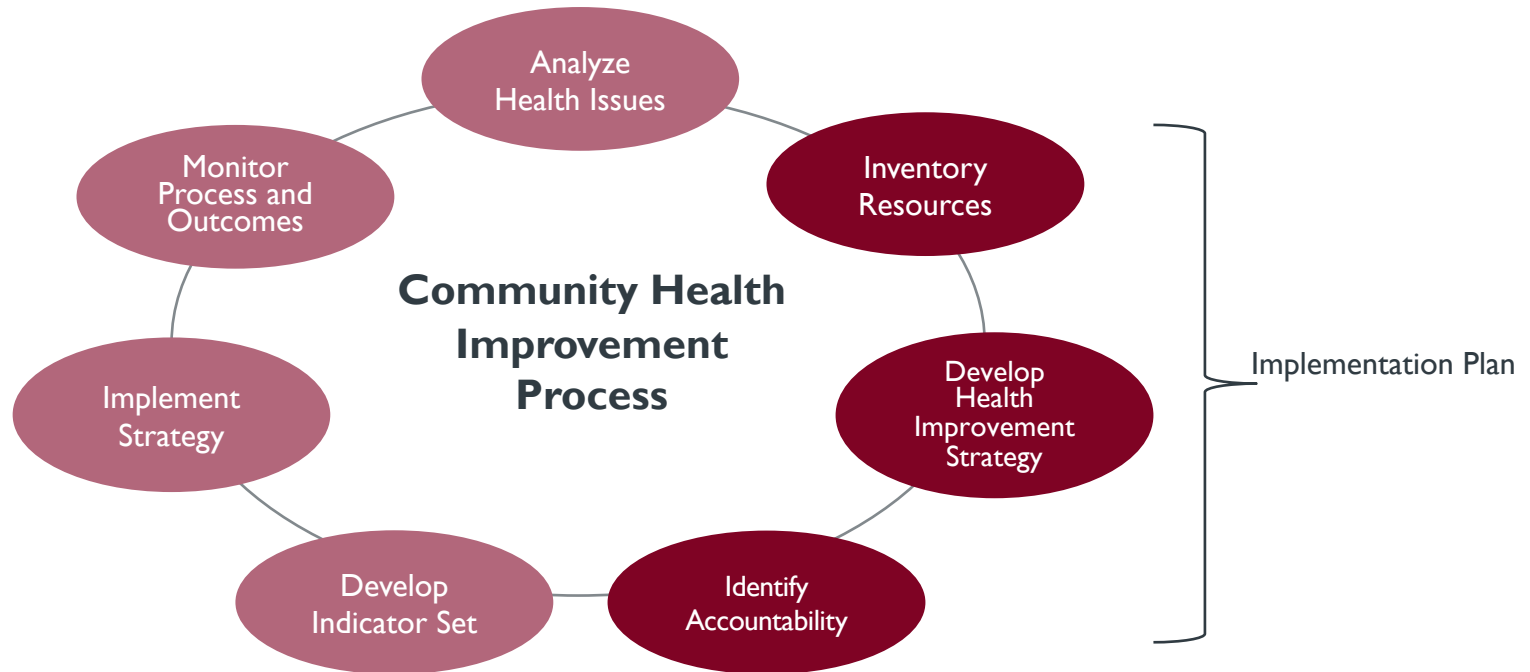 Analyze
Health Issues
Inventory
Resources
Develop
Health
Improvement
Strategy
Identify
Accountability
Develop
Indicator Set
Implement
Strategy
Monitor
Process and
Outcomes
Community Health
Improvement
Process
Implementation Plan